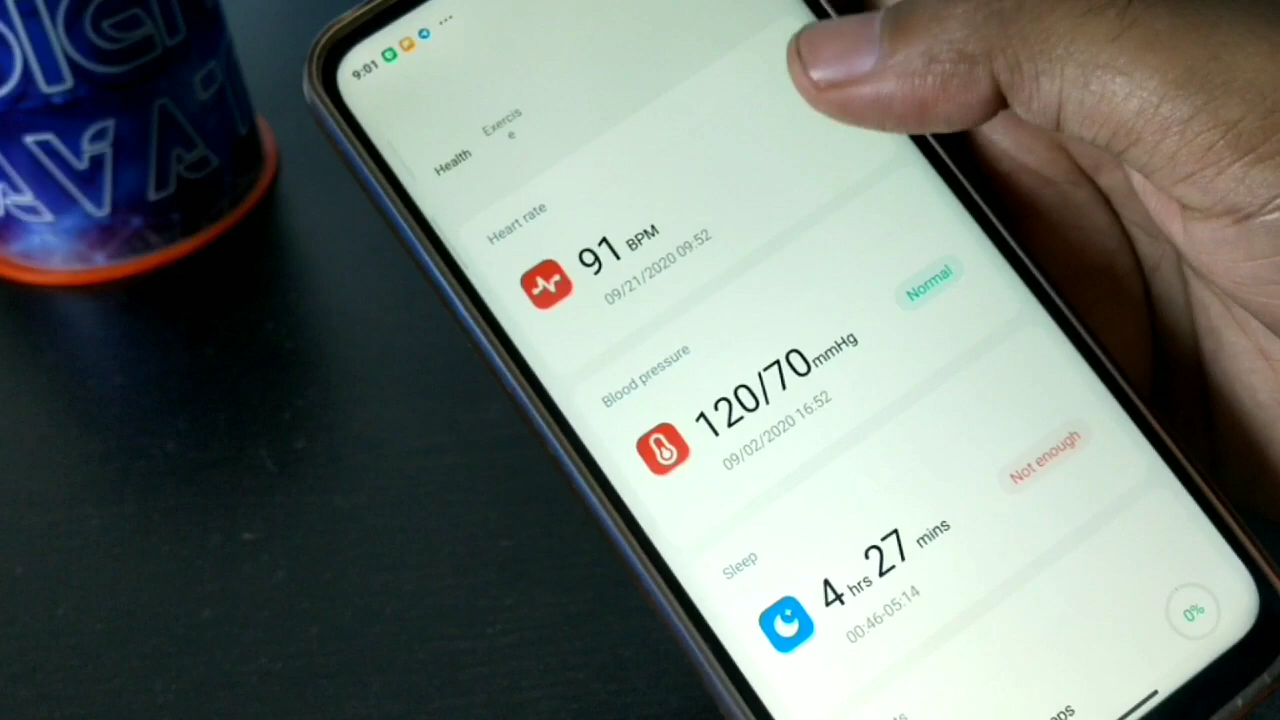 9:01
Exercis
e
Health
Heart rate
91 BPM
09/21/2020 09:52
Blood pressure
Normal
120/70mmHg
09/02/2020 16:52
Sleep
Not enough
4 hrs 27 mins
00:46-05:14
0%